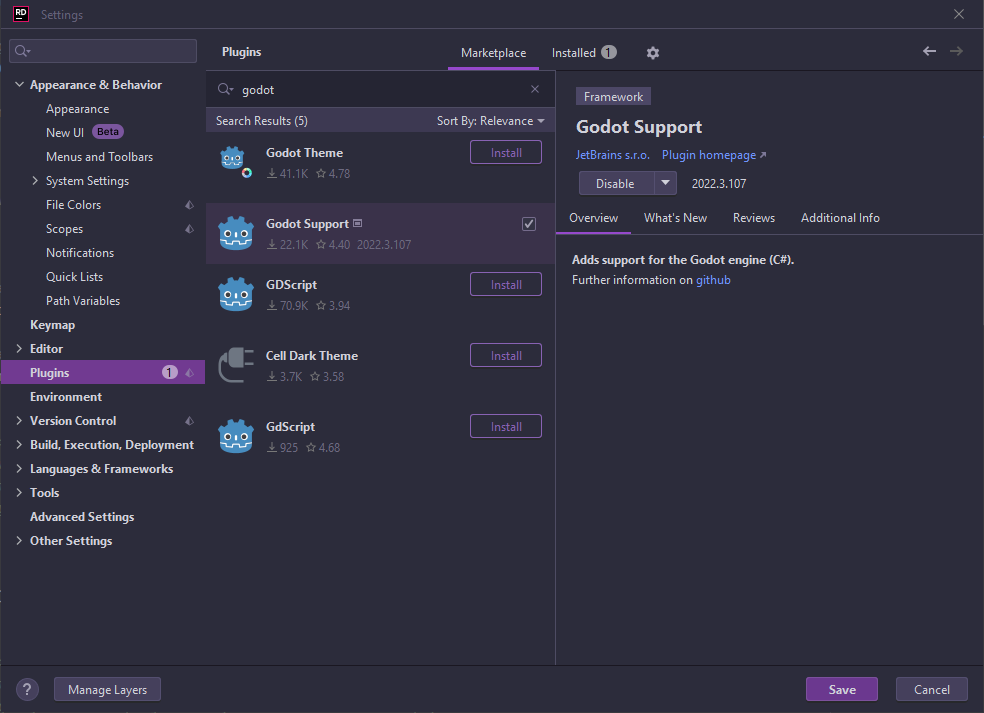 RD
Settings
Plugins
Marketplace
Installed 1
Appearance & Behavior
Appearance
New UI Beta
Menus and Toolbars
System Settings
File Colors
Scopes
Notifications
Quick Lists
Path Variables
Keymap
Editor
Plugins 1
Environment
Version Control
Build, Execution, Deployment
Languages & Frameworks
Tools
Advanced Settings
Other Settings
godot
Search Results (5)
Sort By: Relevance
Godot Theme
Install
41.1K 4.78
Godot Support
22.1K 4.40 2022.3.107
GDScript
Install
70.9K 3.94
Cell Dark Theme
Install
3.7K 3.58
GdScript
Install
925 4.68
Framework
Godot Support
JetBrains s.r.o. Plugin homepage
Disable
2022.3.107
Overview
What's New
Reviews
Additional Info
Adds support for the Godot engine (C#).
Further information on github
?
Manage Layers
Save
Cancel